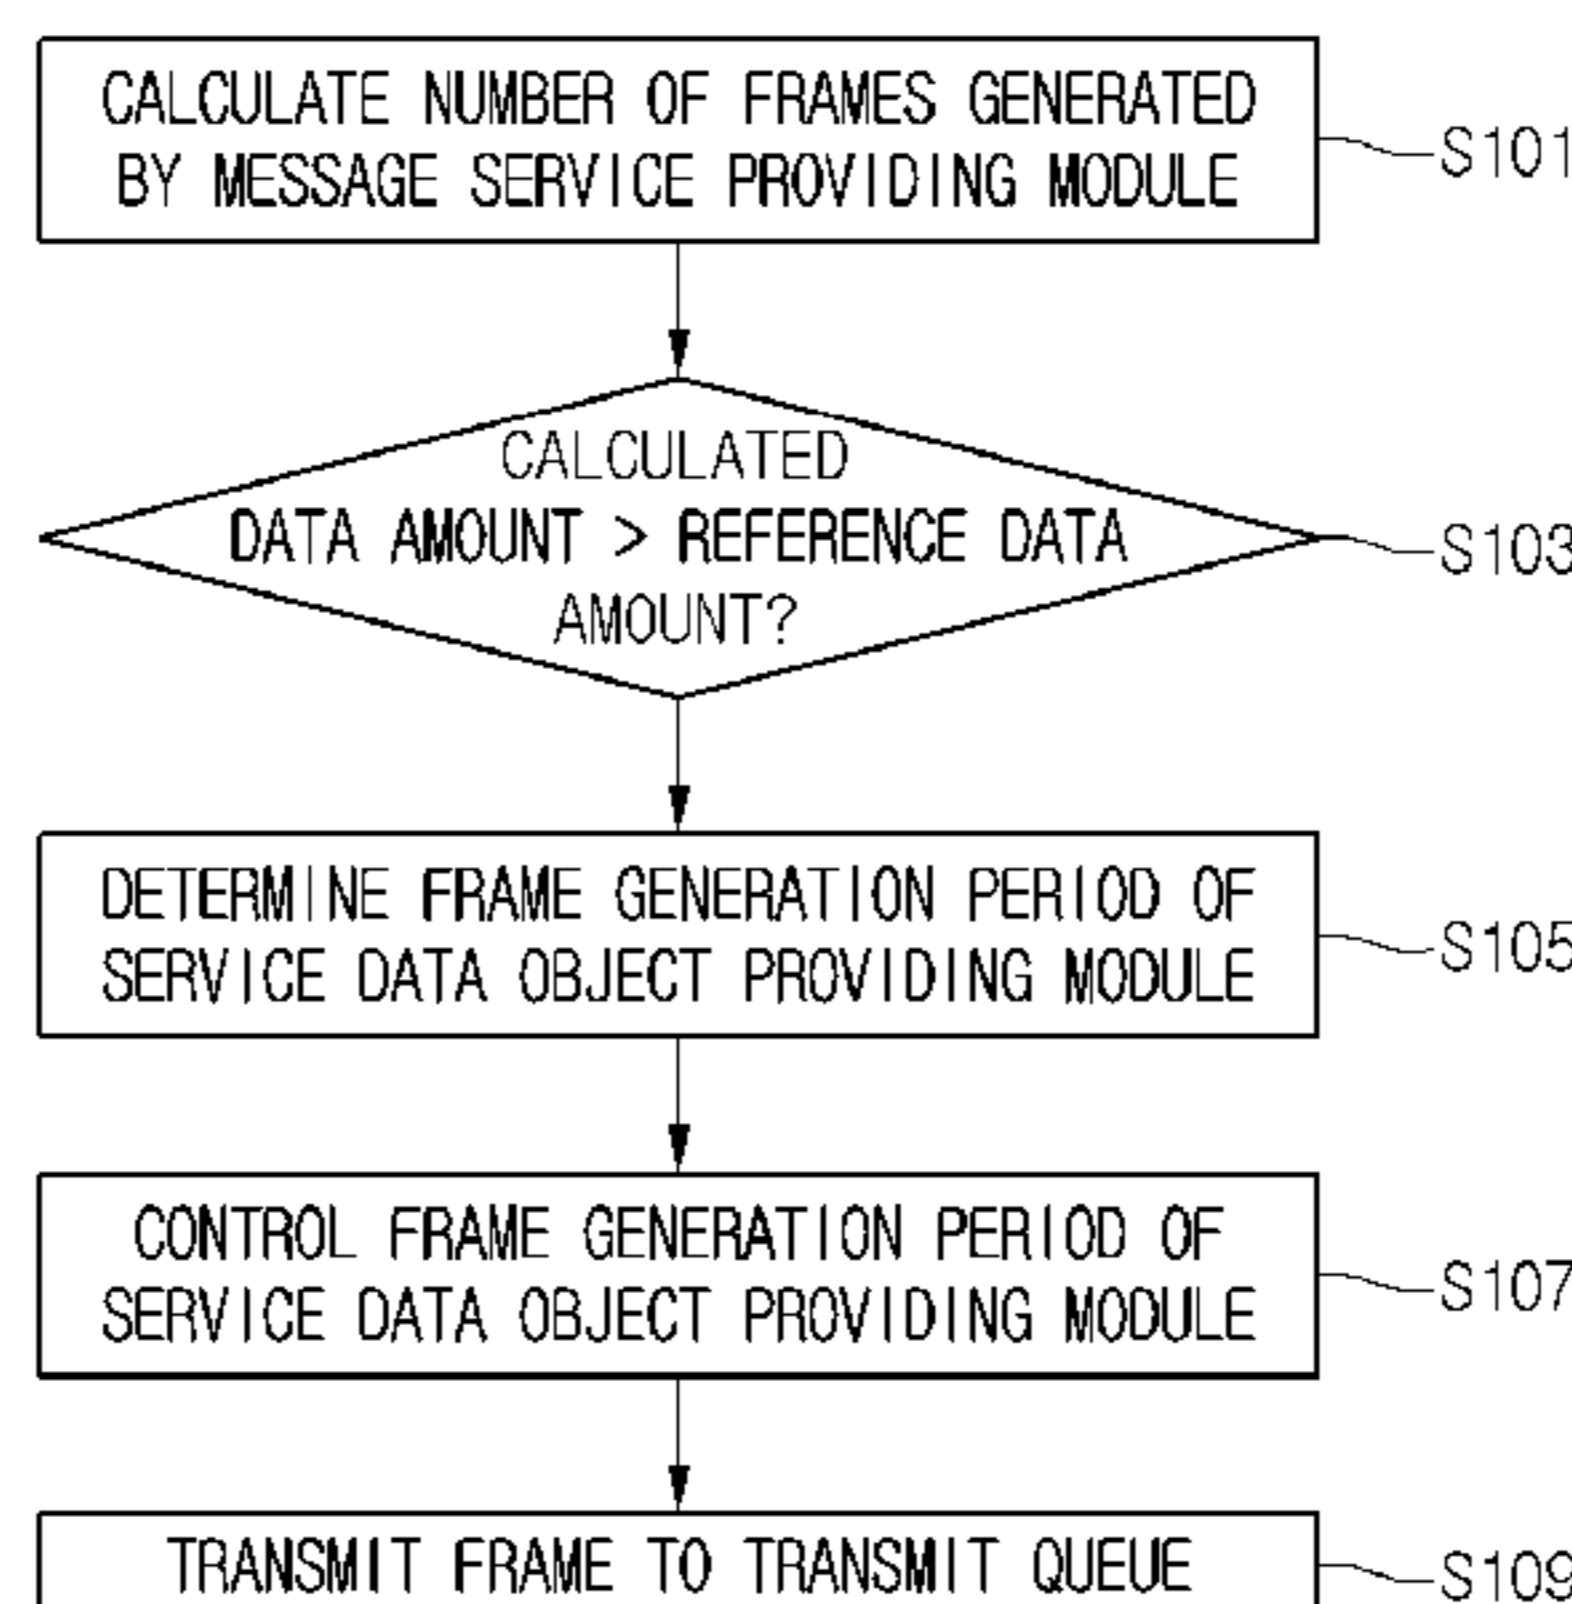 CALCULATE NUMBER OF FRAMES GENERATED
BY MESSAGE SERVICE PROVIDING MODULE
S101
CALCULATED
DATA AMOUNT > REFERENCE DATA
AMOUNT?
S103
DETERMINE FRAME GENERATION PERIOD OF
SERVICE DATA OBJECT PROVIDING MODULE
S105
CONTROL FRAME GENERATION PERIOD OF
SERVICE DATA OBJECT PROVIDING MODULE
S107
TRANSMIT FRAME TO TRANSMIT QUEUE
S109